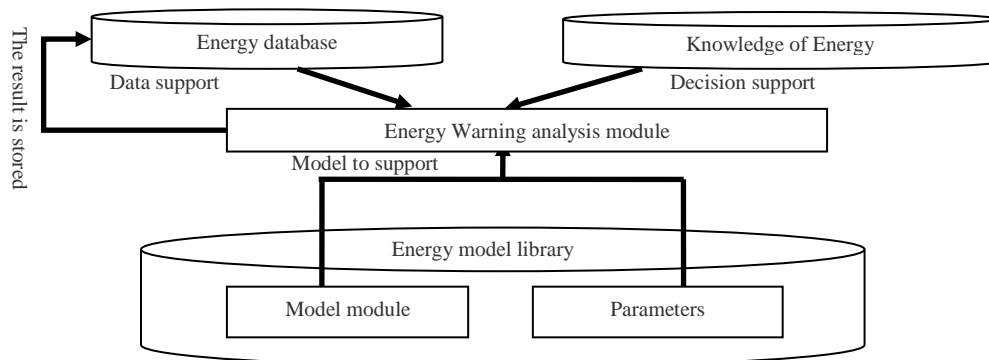 The result is stored
Energy database
Knowledge of Energy
Data support
Decision support
Energy Warning analysis module
Model to support
Energy model library
Model module
Parameters